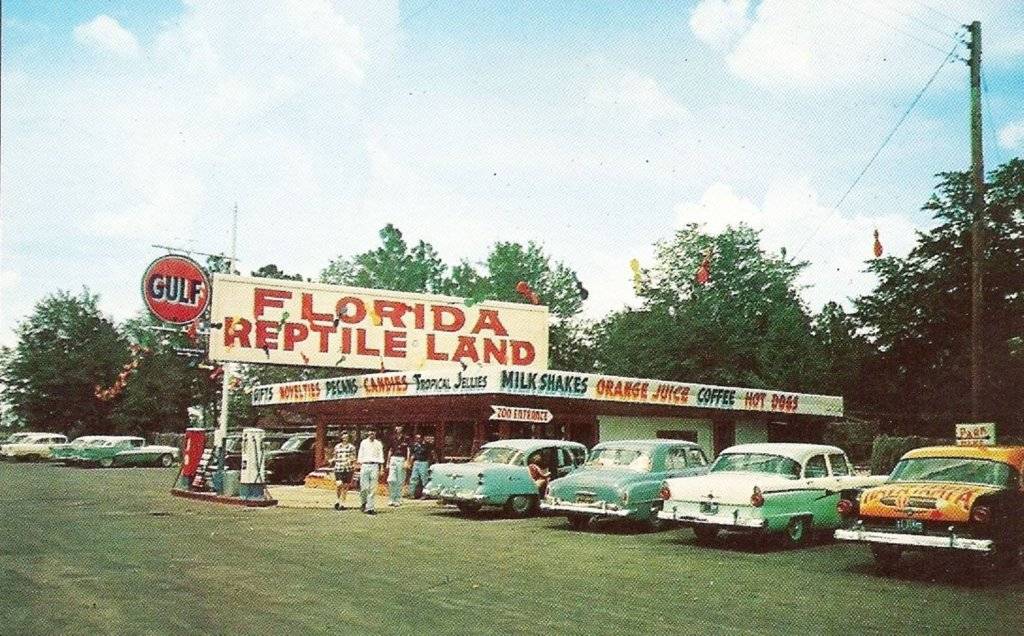 GULF
FLORIDA
REPTILE LAND
GIFTS NOVELTIES PECANS CANDIES TROPICAL JELLIES MILK SHAKES ORANGE JUICE COFFEE HOT DOGS
ZOO ENTRANCE
PARK